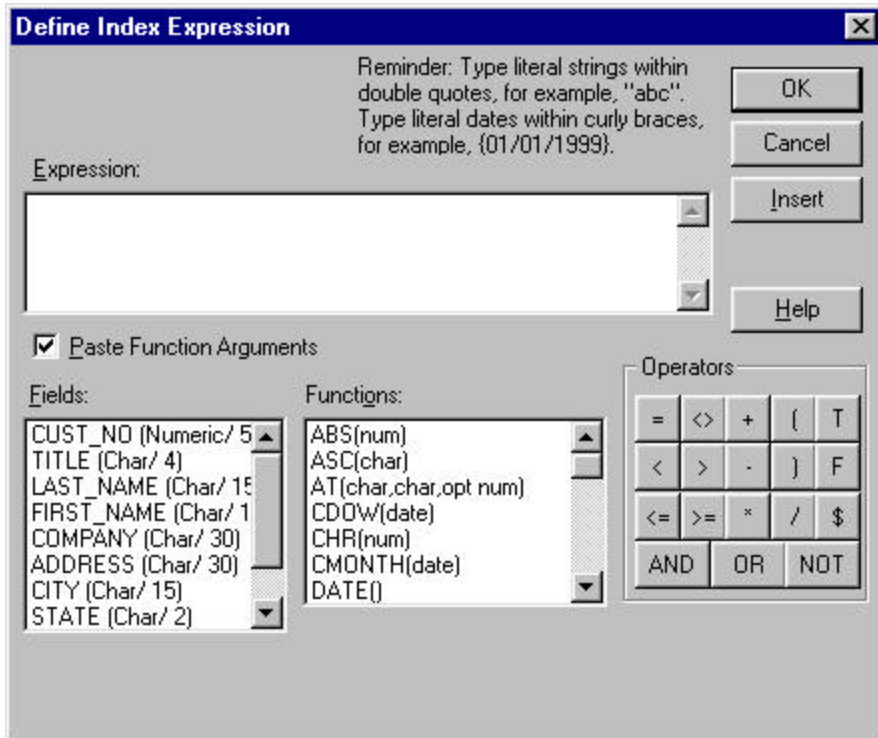 Define Index Expression
Reminder: Type literal strings within
double quotes, for example, "abc".
Type literal dates within curly braces,
for example, {01/01/1999}.
OK
Cancel
Insert
Help
Expression:
Paste Function Arguments
Fields:
CUST_NO (Numeric/ 5
TITLE (Char/ 4)
LAST_NAME (Char/ 15
FIRST_NAME (Char/ 1
COMPANY (Char/ 30)
ADDRESS (Char/ 30)
CITY (Char/ 15)
STATE (Char/ 2)
Functions:
ABS(num)
ASC(char)
AT(char,char,opt num)
CDOW(date)
CHR(num)
CMONTH(date)
DATE()
Operators
= <> + ( T
< > - ) F
<= >= * / $
AND OR NOT